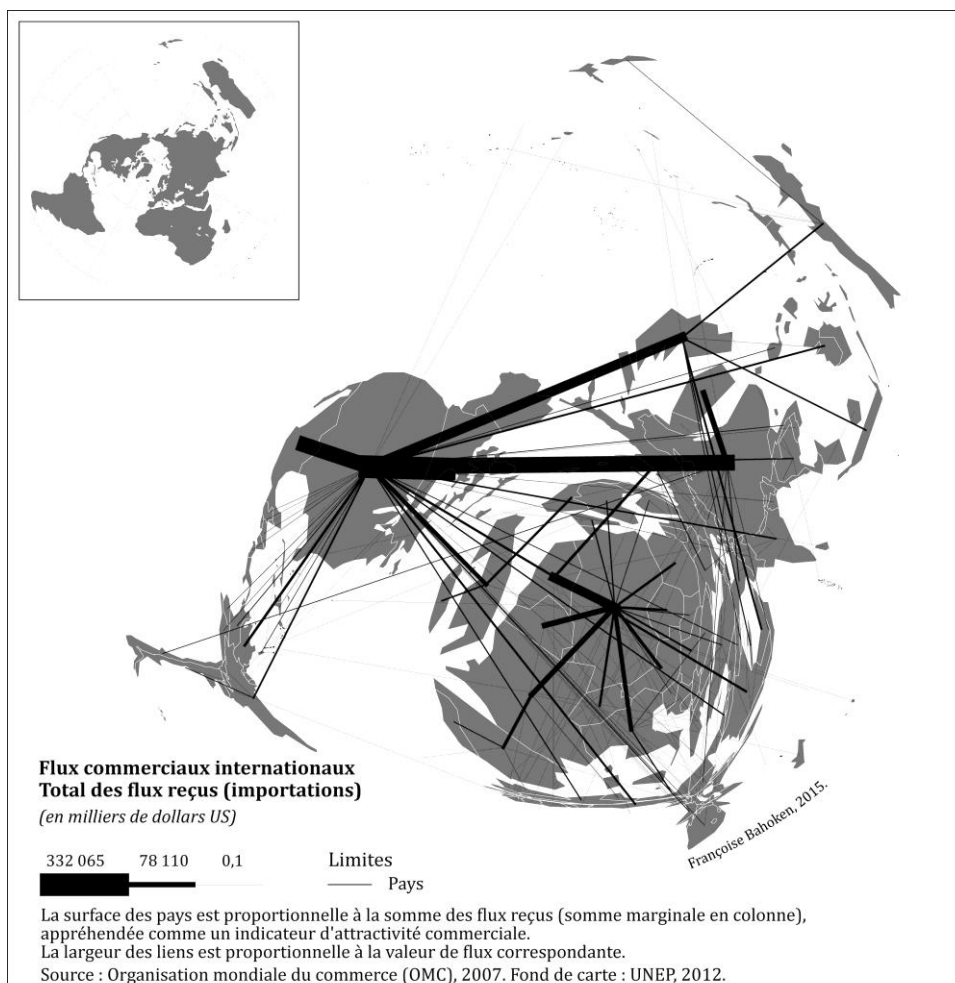 Françoise Bahoken, 2015.
Flux commerciaux internationaux
Total des flux reçus (importations)
(en milliers de dollars US)
332 065 78 110 0,1
Limites
Pays
La surface des pays est proportionnelle à la somme des flux reçus (somme marginale en colonne),
appréhendée comme un indicateur d'attractivité commerciale.
La largeur des liens est proportionnelle à la valeur de flux correspondante.
Source : Organisation mondiale du commerce (OMC), 2007. Fond de carte : UNEP, 2012.